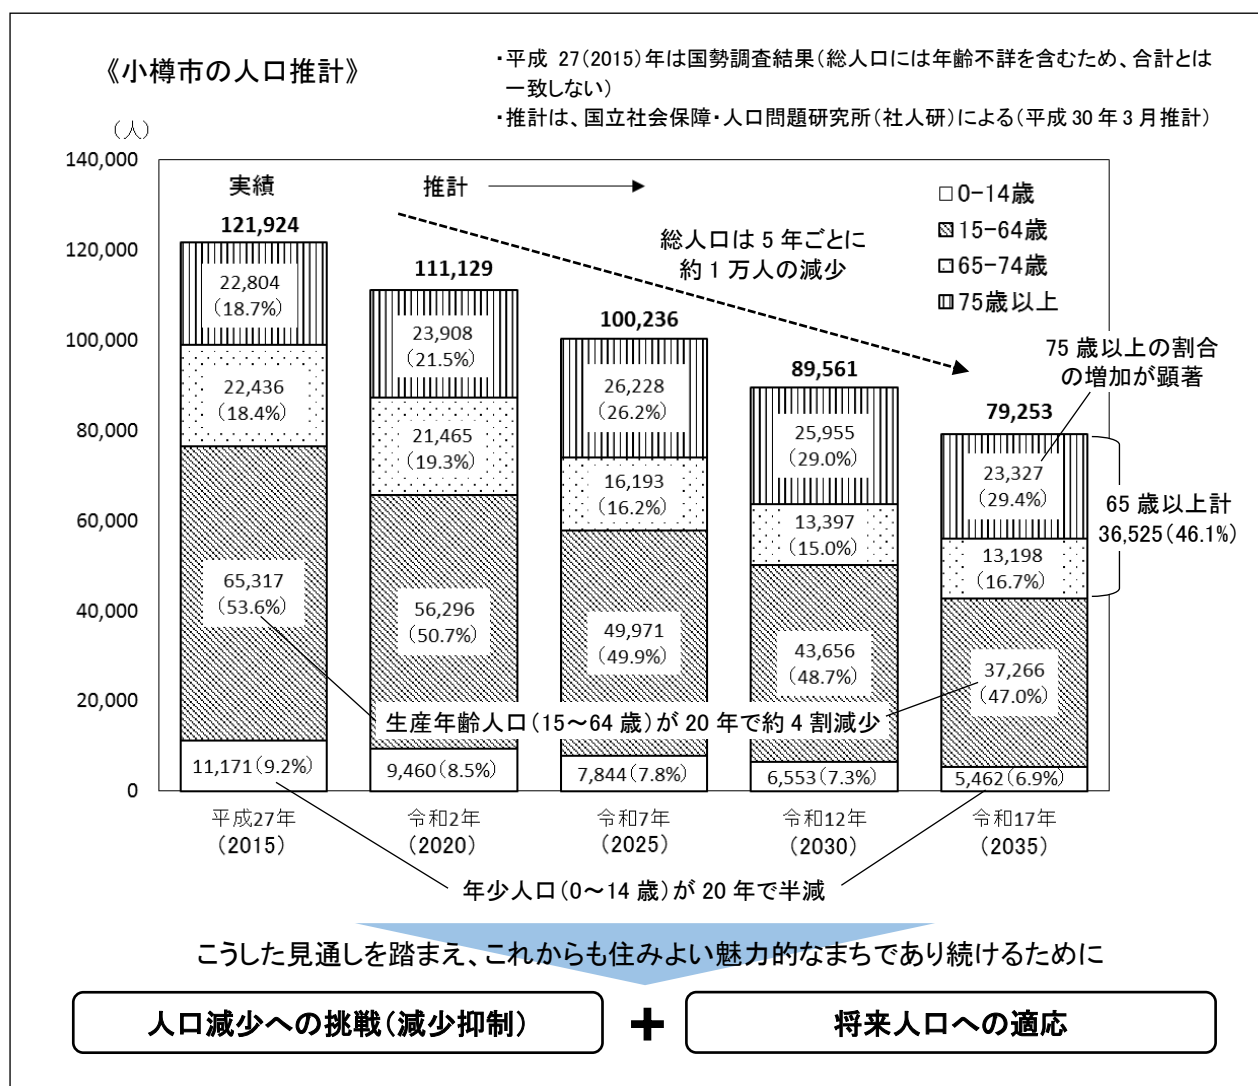 《小樽市の人口推計》
・平成 27(2015)年は国勢調査結果(総人口には年齢不詳を含むため、合計とは
一致しない)
・推計は、国立社会保障・人口問題研究所(社人研)による(平成 30 年 3 月推計)
(人)
140,000
120,000
100,000
80,000
60,000
40,000
20,000
0
実績
推計
総人口は 5 年ごとに
約 1 万人の減少
0-14歳
15-64歳
65-74歳
75歳以上
75 歳以上の割合
の増加が顕著
65 歳以上計
36,525(46.1%)
121,924
22,804
(18.7%)
22,436
(18.4%)
65,317
(53.6%)
11,171(9.2%)
111,129
23,908
(21.5%)
21,465
(19.3%)
56,296
(50.7%)
9,460(8.5%)
100,236
26,228
(26.2%)
16,193
(16.2%)
49,971
(49.9%)
7,844(7.8%)
89,561
25,955
(29.0%)
13,397
(15.0%)
43,656
(48.7%)
6,553(7.3%)
79,253
23,327
(29.4%)
13,198
(16.7%)
37,266
(47.0%)
5,462(6.9%)
生産年齢人口(15~64 歳)が 20 年で約 4 割減少
平成27年
(2015)
令和2年
(2020)
令和7年
(2025)
令和12年
(2030)
令和17年
(2035)
年少人口(0~14 歳)が 20 年で半減
こうした見通しを踏まえ、これからも住みよい魅力的なまちであり続けるために
人口減少への挑戦(減少抑制)
+
将来人口への適応